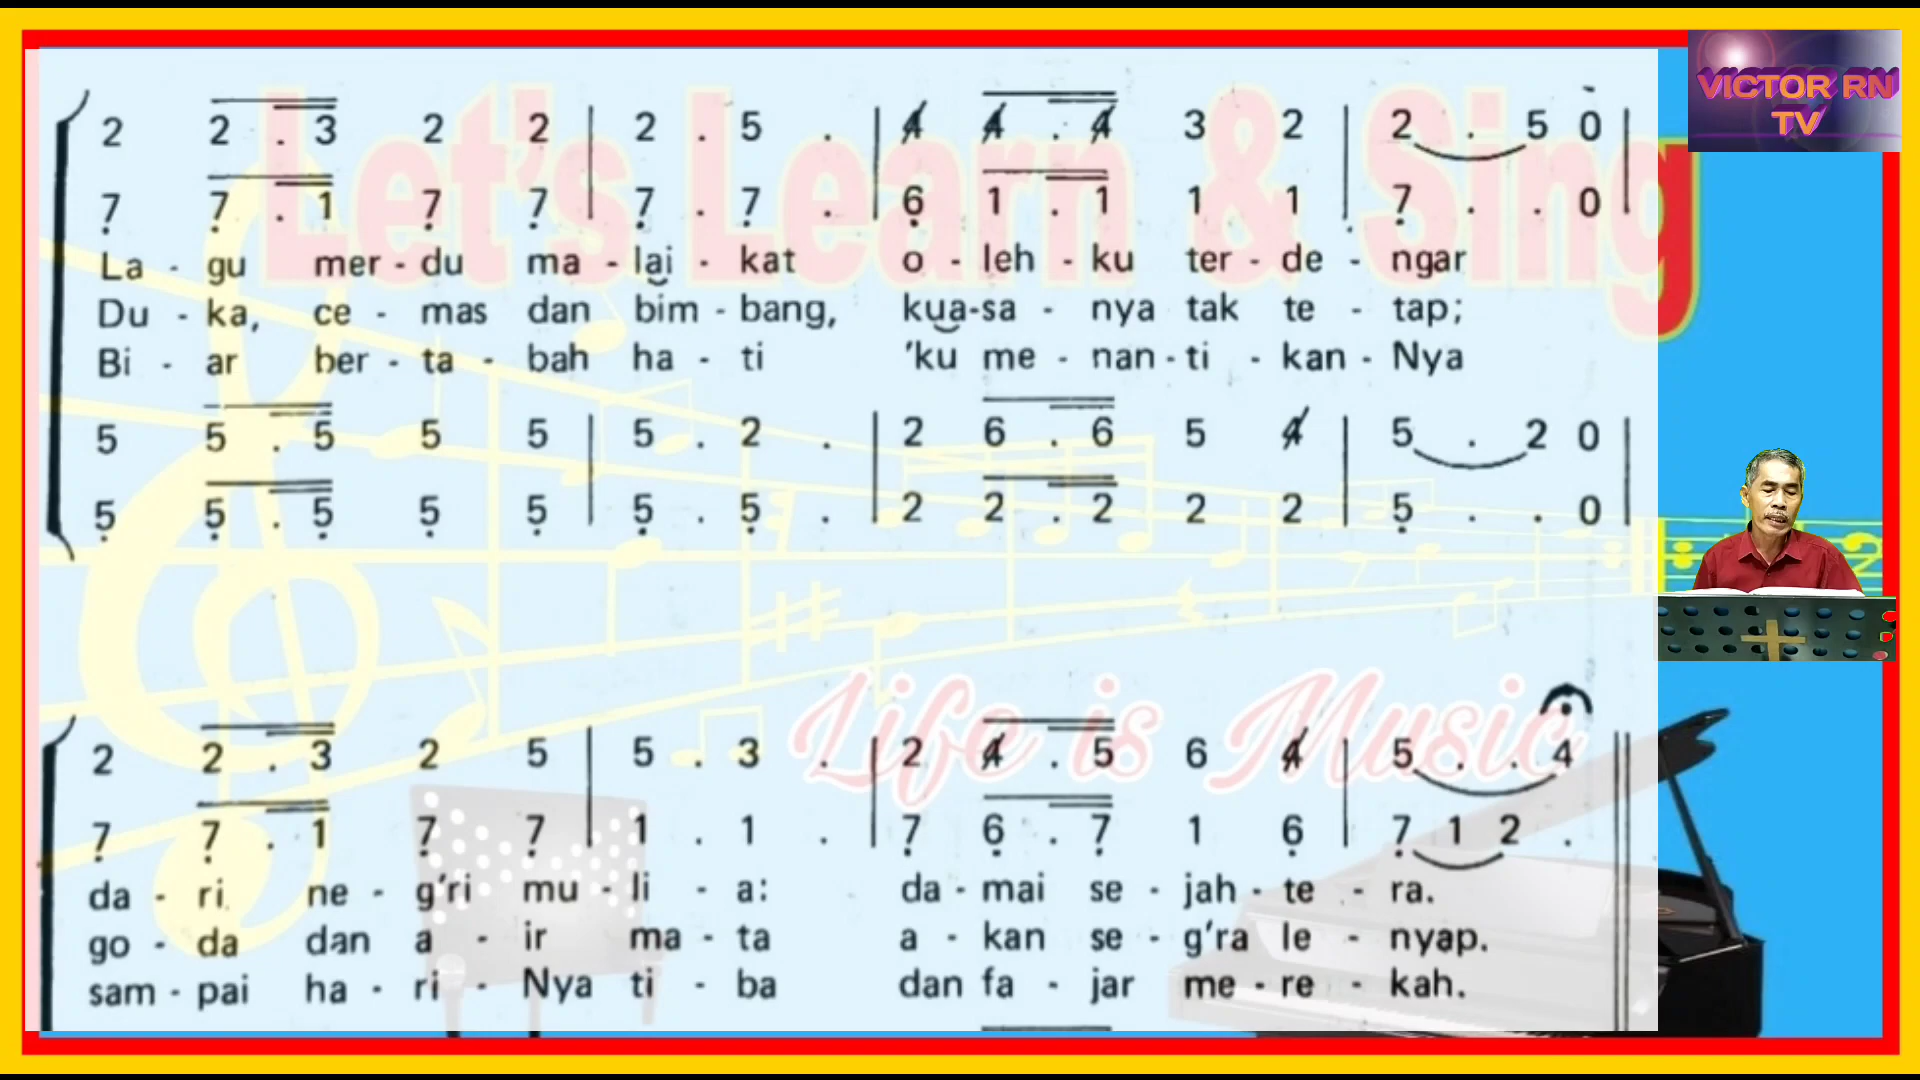 VICTOR RN
TV
Let's Learn & Sing
2 2 . 3 2 2 | 2 . 5 . | 4̸ 4̸ . 4̸ 3 2 | 2 . 5 0 |
7̣ 7̣ . 1 7̣ 7̣ | 7̣ . 7̣ . | 6̣ 1 . 1 1 1 | 7̣ . . 0 |
La - gu mer - du ma - lai - kat o - leh - ku ter - de - ngar
Du - ka, ce - mas dan bim - bang, kua-sa - nya tak te - tap;
Bi - ar ber - ta - bah ha - ti 'ku me - nan - ti - kan - Nya
5 5 . 5 5 5 | 5 . 2 . | 2 6 . 6 5 4̸ | 5 . 2 0 |
5̣ 5̣ . 5̣ 5̣ 5̣ | 5̣ . 5̣ . | 2 2 . 2 2 2 | 5̣ . . 0 |
Life is Music
2 2 . 3 2 5 | 5 . 3 . | 2 4̸ . 5 6 4̸ | 5 . . 4 ||
7̣ 7̣ . 1 7̣ 7̣ | 1 . 1 . | 7̣ 6̣ . 7̣ 1 6̣ | 7̣ 1 2 . ||
da - ri ne - g'ri mu - li - a: da - mai se - jah - te - ra.
go - da dan a - ir ma - ta a - kan se - g'ra le - nyap.
sam - pai ha - ri - Nya ti - ba dan fa - jar me - re - kah.